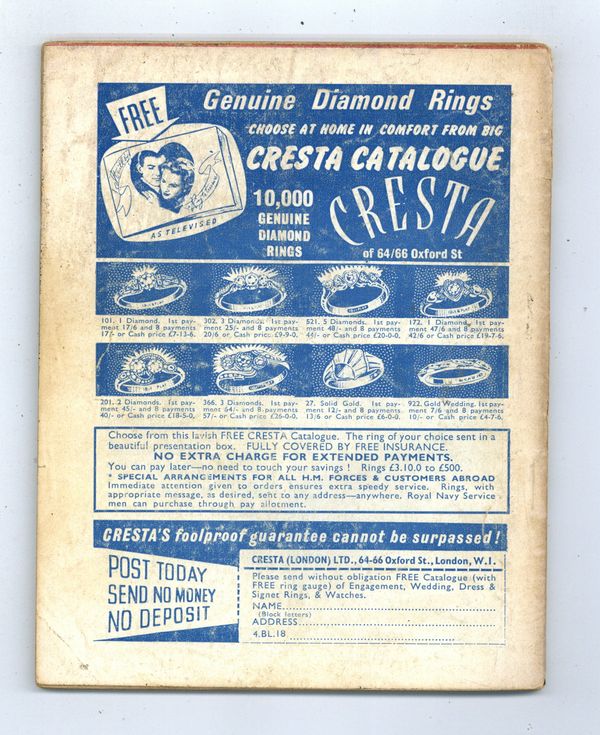 FREE
Genuine Diamond Rings
CHOOSE AT HOME IN COMFORT FROM BIG
CRESTA CATALOGUE
AS TELEVISED
10,000
GENUINE
DIAMOND
RINGS
CRESTA
of 64/66 Oxford St
101. 1 Diamond. 1st pay-
ment 17/6 and 8 payments
17/- or Cash price £7-13-6.
302. 3 Diamonds. 1st pay-
ment 25/- and 8 payments
20/6 or Cash price £9-9-0.
521. 5 Diamonds. 1st pay-
ment 48/- and 8 payments
44/- or Cash price £20-0-0.
172. 1 Diamond. 1st pay-
ment 47/6 and 8 payments
42/6 or Cash price £19-7-6.
201. 2 Diamonds. 1st pay-
ment 45/- and 8 payments
40/- or Cash price £18-5-0.
366. 3 Diamonds. 1st pay-
ment 64/- and 8 payments
57/- or Cash price £26-0-0.
27. Solid Gold. 1st pay-
ment 12/- and 8 payments
13/6 or Cash price £6-0-0.
922. Gold Wedding. 1st pay-
ment 7/6 and 8 payments
10/- or Cash price £4-7-6.
Choose from this lavish FREE CRESTA Catalogue. The ring of your choice sent in a
beautiful presentation box. FULLY COVERED BY FREE INSURANCE.
NO EXTRA CHARGE FOR EXTENDED PAYMENTS.
You can pay later—no need to touch your savings ! Rings £3.10.0 to £500.
* SPECIAL ARRANGEMENTS FOR ALL H.M. FORCES & CUSTOMERS ABROAD
Immediate attention given to orders ensures extra speedy service. Rings, with
appropriate message, as desired, sent to any address—anywhere. Royal Navy Service
men can purchase through pay allotment.
CRESTA'S foolproof guarantee cannot be surpassed !
POST TODAY
SEND NO MONEY
NO DEPOSIT
CRESTA (LONDON) LTD., 64-66 Oxford St., London, W.1.
Please send without obligation FREE Catalogue (with
FREE ring gauge) of Engagement, Wedding, Dress &
Signet Rings, & Watches.
NAME
(Block letters)
ADDRESS
4.BL.18